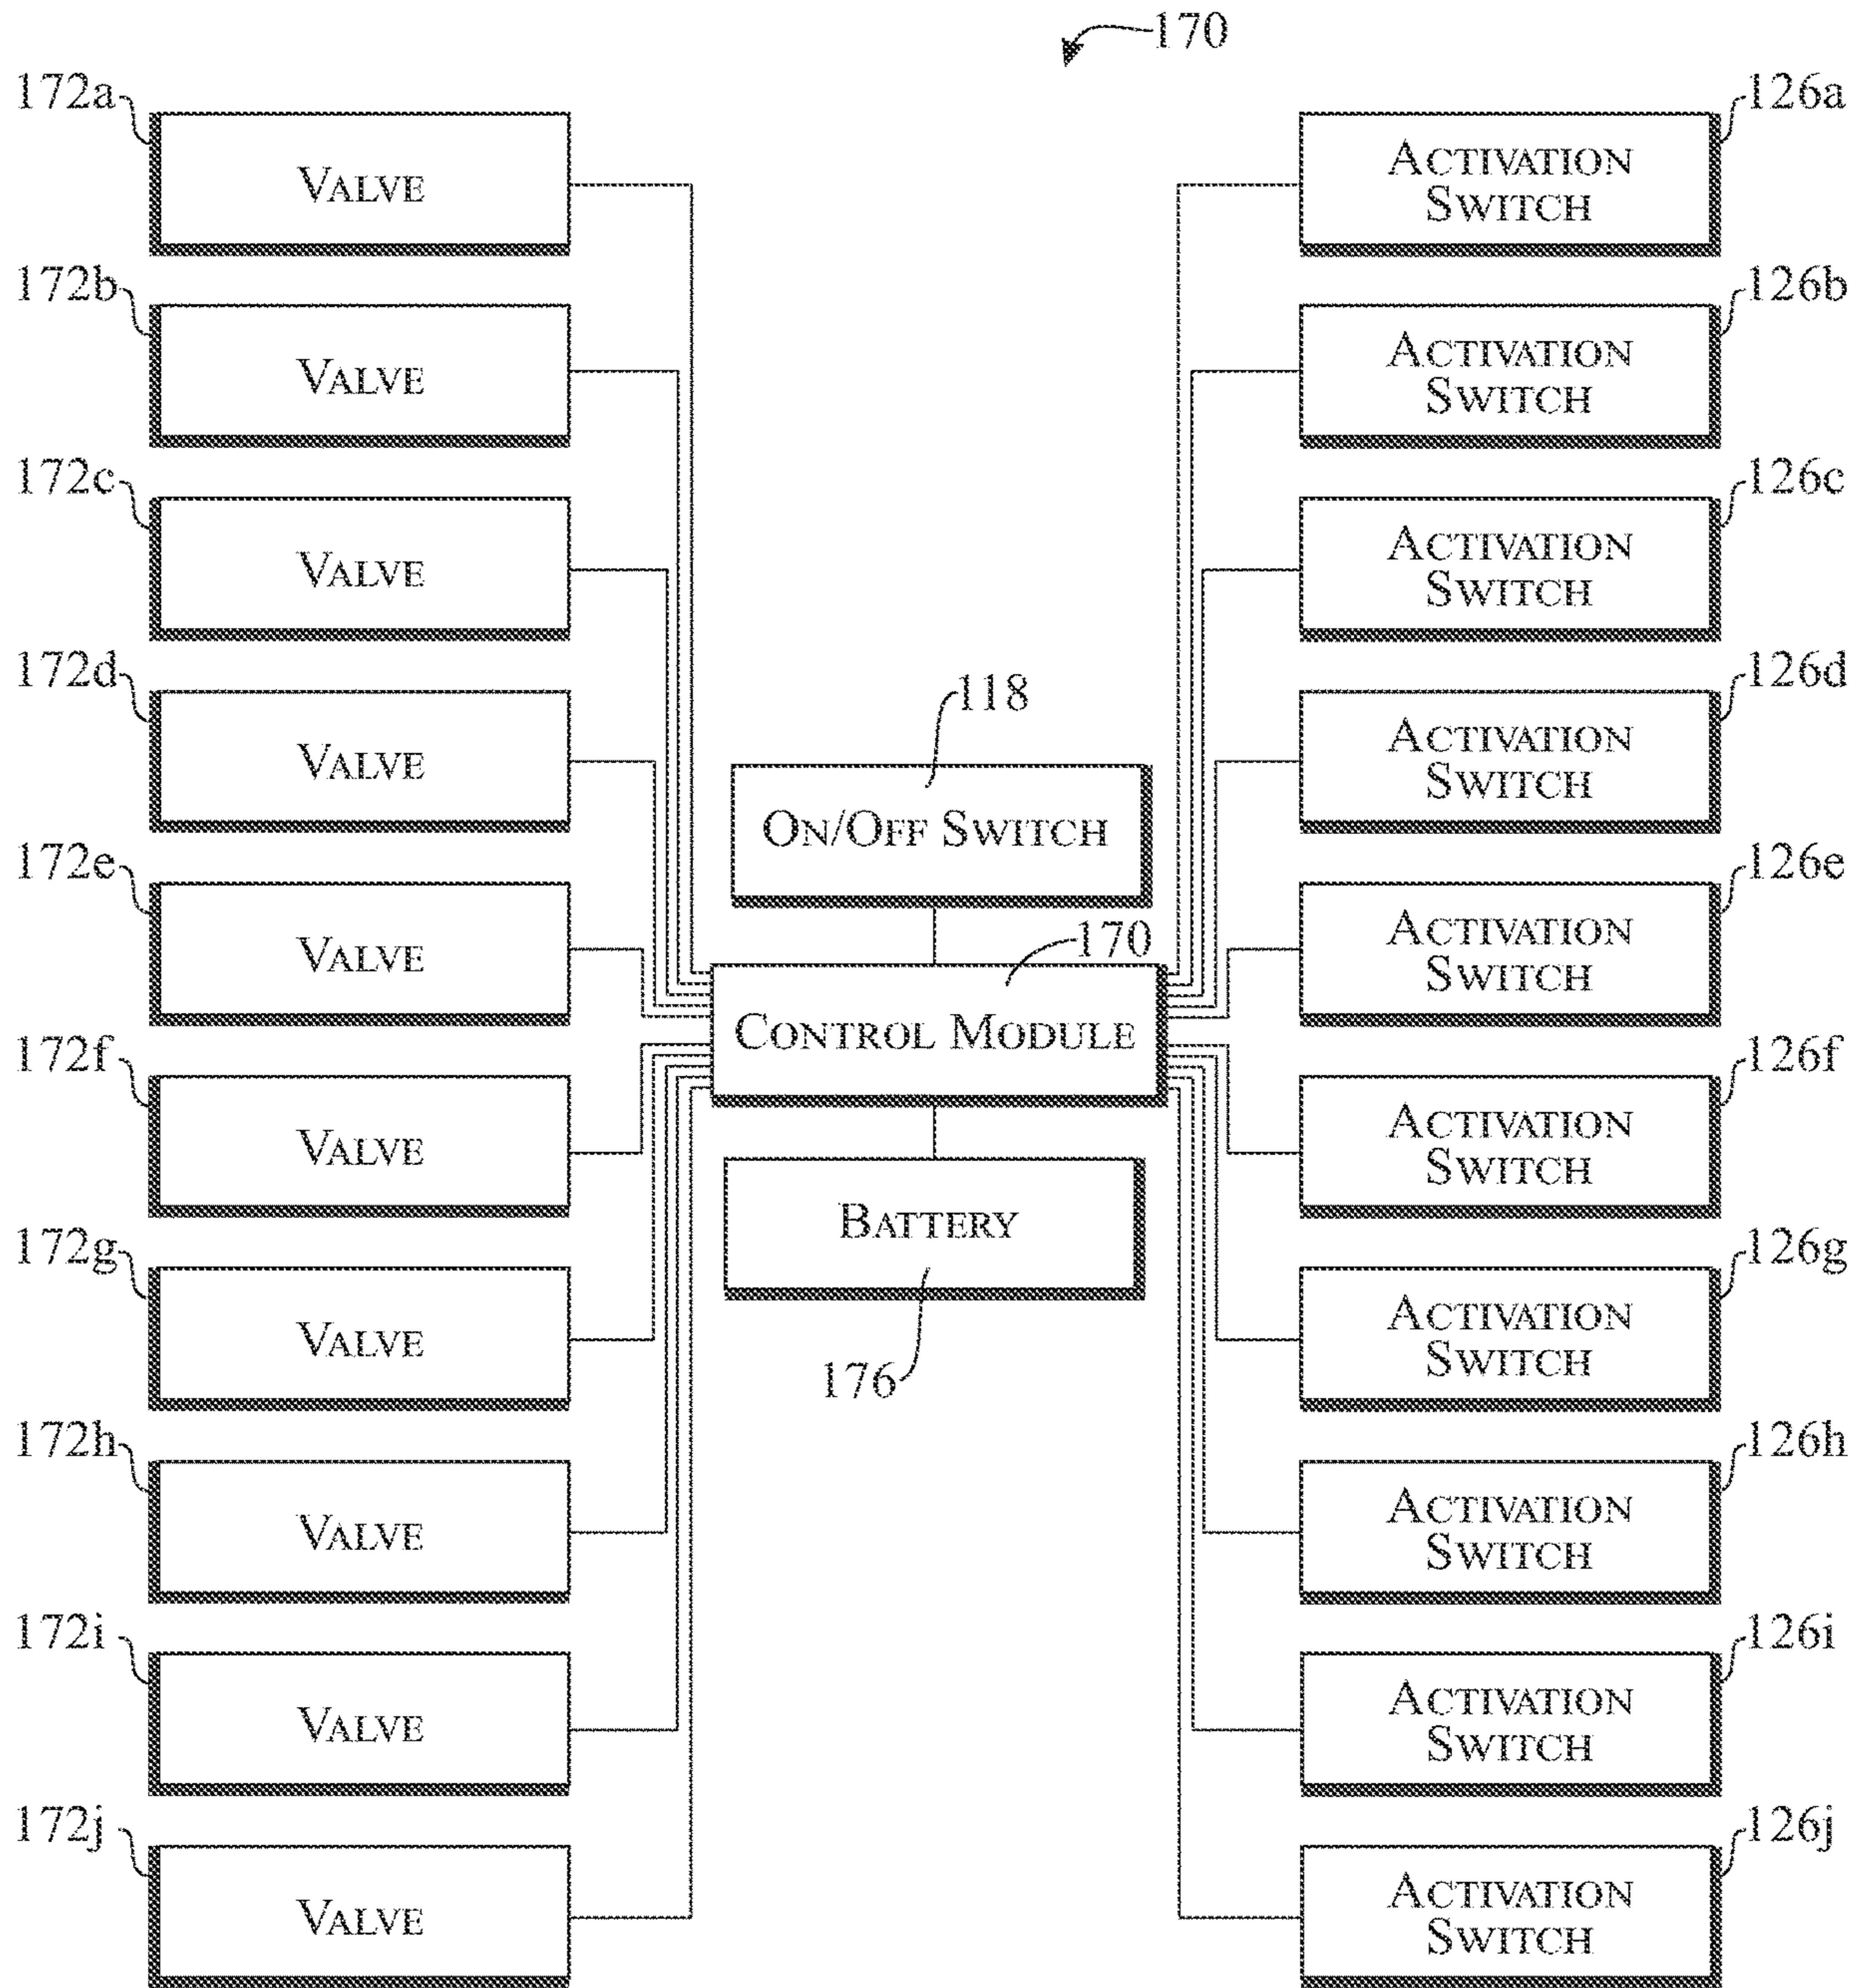 170
172a
VALVE
126a
ACTIVATION
SWITCH
172b
VALVE
126b
ACTIVATION
SWITCH
172c
VALVE
126c
ACTIVATION
SWITCH
172d
VALVE
126d
ACTIVATION
SWITCH
118
ON/OFF SWITCH
172e
VALVE
126e
ACTIVATION
SWITCH
170
CONTROL MODULE
172f
VALVE
126f
ACTIVATION
SWITCH
BATTERY
176
172g
VALVE
126g
ACTIVATION
SWITCH
172h
VALVE
126h
ACTIVATION
SWITCH
172i
VALVE
126i
ACTIVATION
SWITCH
172j
VALVE
126j
ACTIVATION
SWITCH